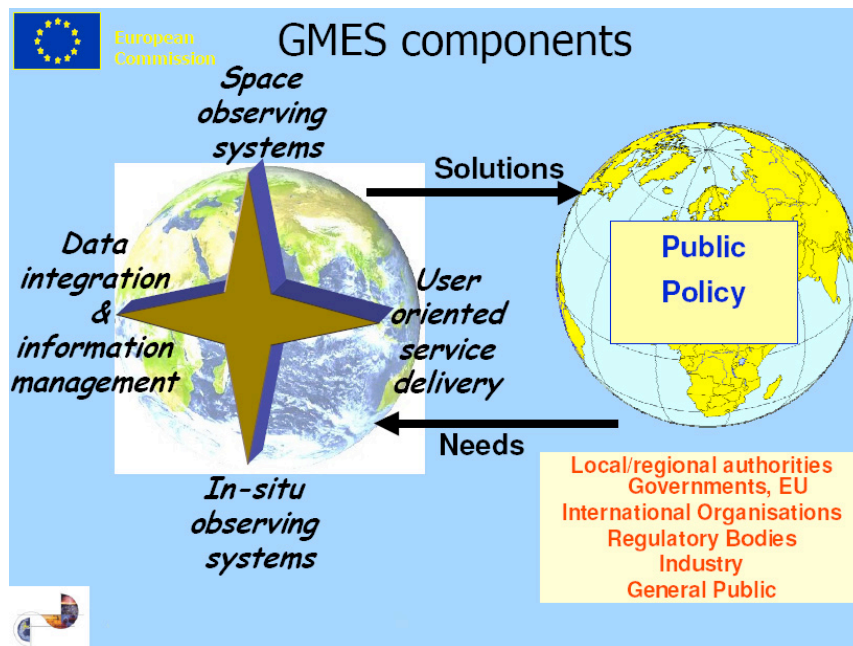 European
Commission
GMES components
Space
observing
systems
Solutions
Data
integration
&
information
management
User
oriented
service
delivery
Public
Policy
Needs
In-situ
observing
systems
Local/regional authorities
Governments, EU
International Organisations
Regulatory Bodies
Industry
General Public